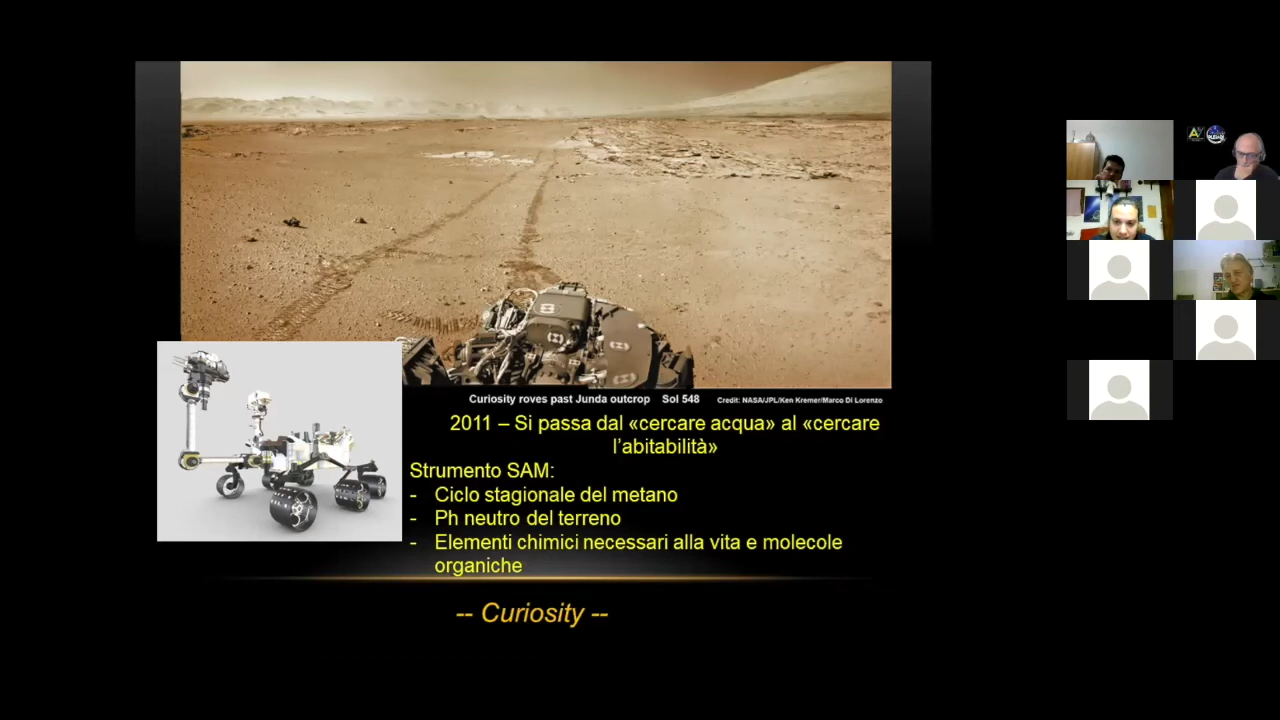 Curiosity roves past Junda outcrop Sol 548 Credit: NASA/JPL/Ken Kremer/Marco Di Lorenzo
2011 – Si passa dal «cercare acqua» al «cercare
l'abitabilità»
Strumento SAM:
- Ciclo stagionale del metano
- Ph neutro del terreno
- Elementi chimici necessari alla vita e molecole
organiche
-- Curiosity --